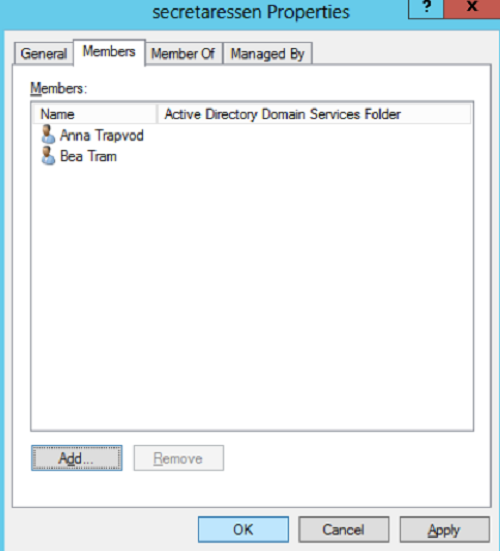 secretaressen Properties
? x
General Members Member Of Managed By
Members:
Name Active Directory Domain Services Folder
Anna Trapvod
Bea Tram
Add... Remove
OK Cancel Apply